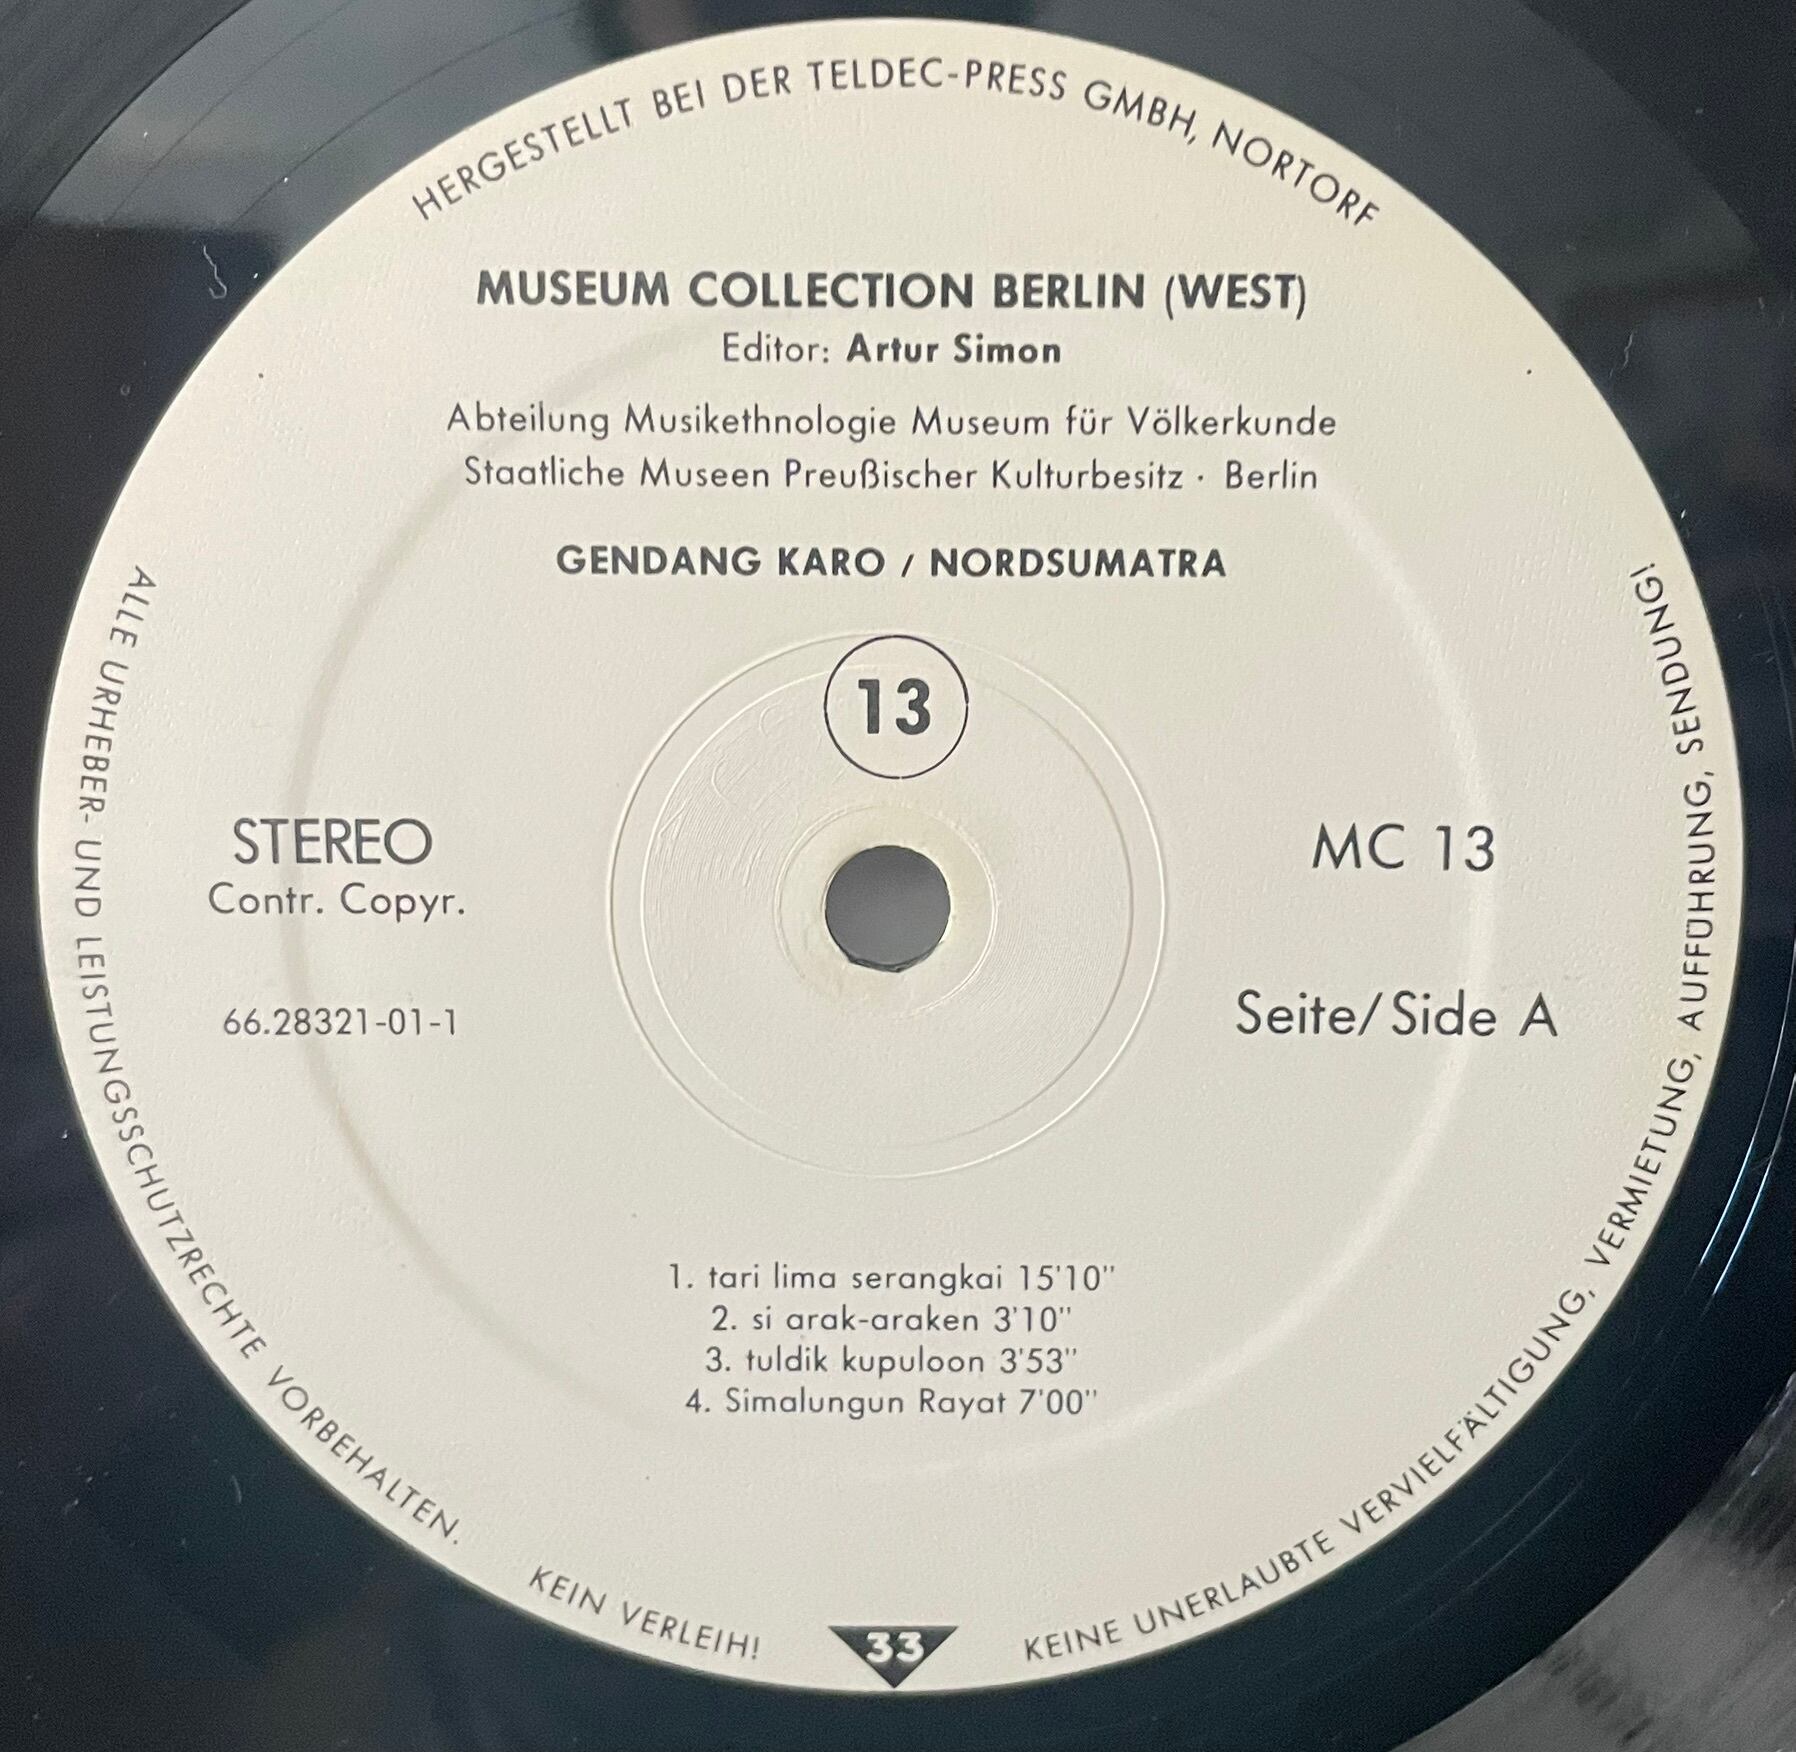 HERGESTELLT BEI DER TELDEC-PRESS GMBH, NORTORF
MUSEUM COLLECTION BERLIN (WEST)
Editor: Artur Simon
Abteilung Musikethnologie Museum für Völkerkunde
Staatliche Museen Preußischer Kulturbesitz · Berlin
GENDANG KARO / NORDSUMATRA
13
STEREO
Contr. Copyr.
66.28321-01-1
MC 13
Seite/Side A
1. tari lima serangkai 15'10"
2. si arak-araken 3'10"
3. tuldik kupuloon 3'53"
4. Simalungun Rayat 7'00"
ALLE URHEBER- UND LEISTUNGSSCHUTZRECHTE VORBEHALTEN.
KEIN VERLEIH!
33
KEINE UNERLAUBTE VERVIELFÄLTIGUNG, VERMIETUNG, AUFFÜHRUNG, SENDUNG!